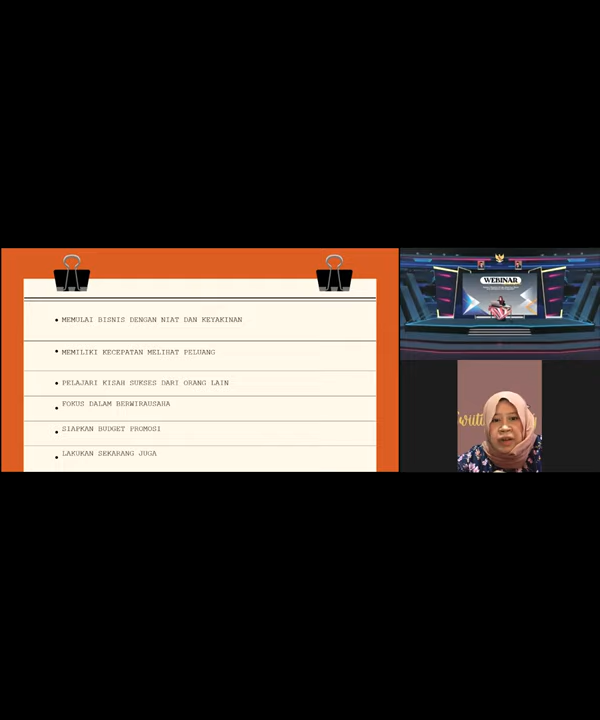 MEMULAI BISNIS DENGAN NIAT DAN KEYAKINAN
MEMILIKI KECEPATAN MELIHAT PELUANG
PELAJARI KISAH SUKSES DARI ORANG LAIN
FOKUS DALAM BERWIRAUSAHA
SIAPKAN BUDGET PROMOSI
LAKUKAN SEKARANG JUGA
WEBINAR